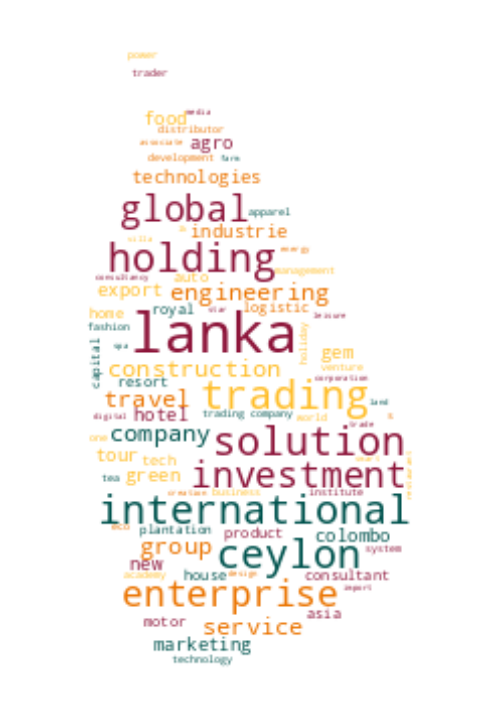 power
trader
media
food
distributor
associate agro
development farm
technologies
global apparel
industrie
holding energy
consultancy auto management
export engineering
home royal star logistic leisure
fashion lanka holiday
spa gem
capital construction venture
resort corporation
travel trading land
digital hotel trading company world
trade
one company solution
tour tech restaurant
tea green investment
creation business institute
international
eco plantation product colombo
group ceylon system
new
academy house design consultant
enterprise import
motor asia
service
marketing
technology